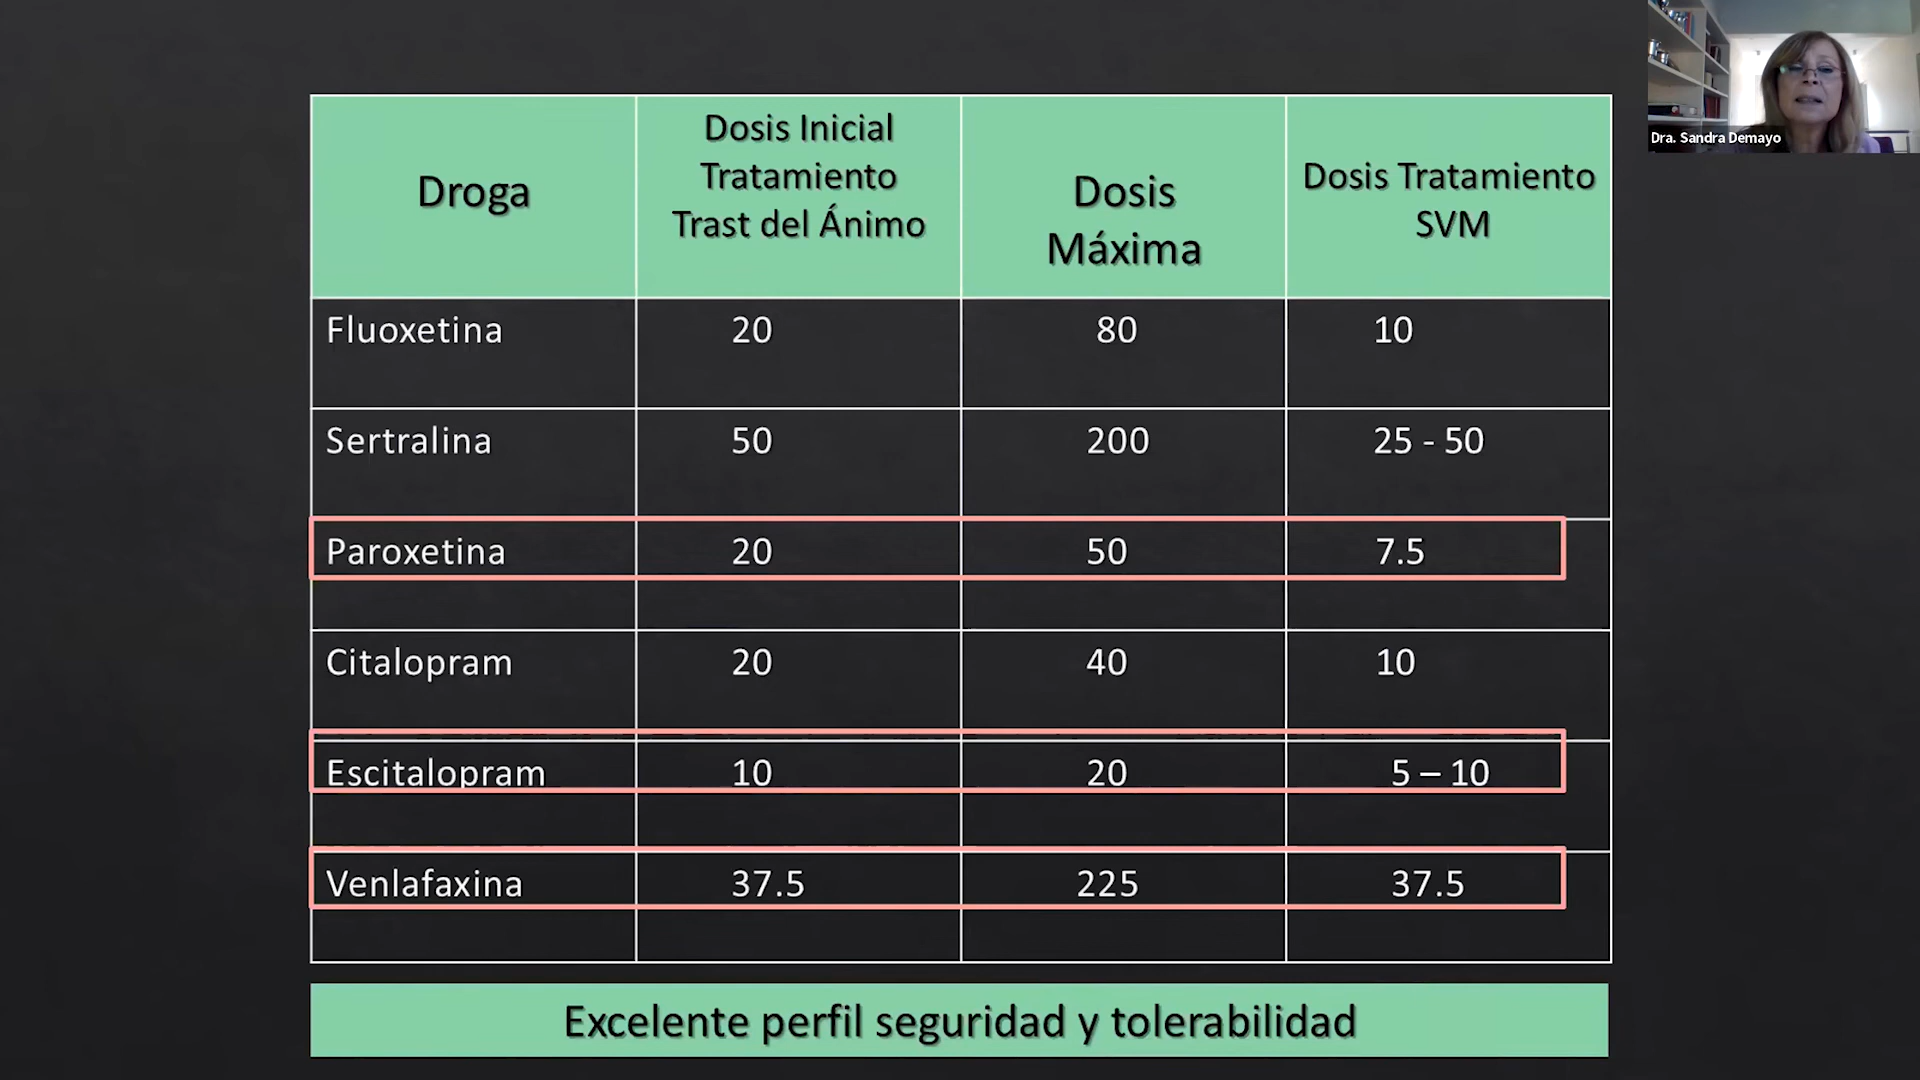 Dra. Sandra Demayo
Droga
Dosis Inicial
Tratamiento
Trast del Ánimo
Dosis
Máxima
Dosis Tratamiento
SVM
Fluoxetina 20 80 10
Sertralina 50 200 25 - 50
Paroxetina 20 50 7.5
Citalopram 20 40 10
Escitalopram 10 20 5 – 10
Venlafaxina 37.5 225 37.5
Excelente perfil seguridad y tolerabilidad